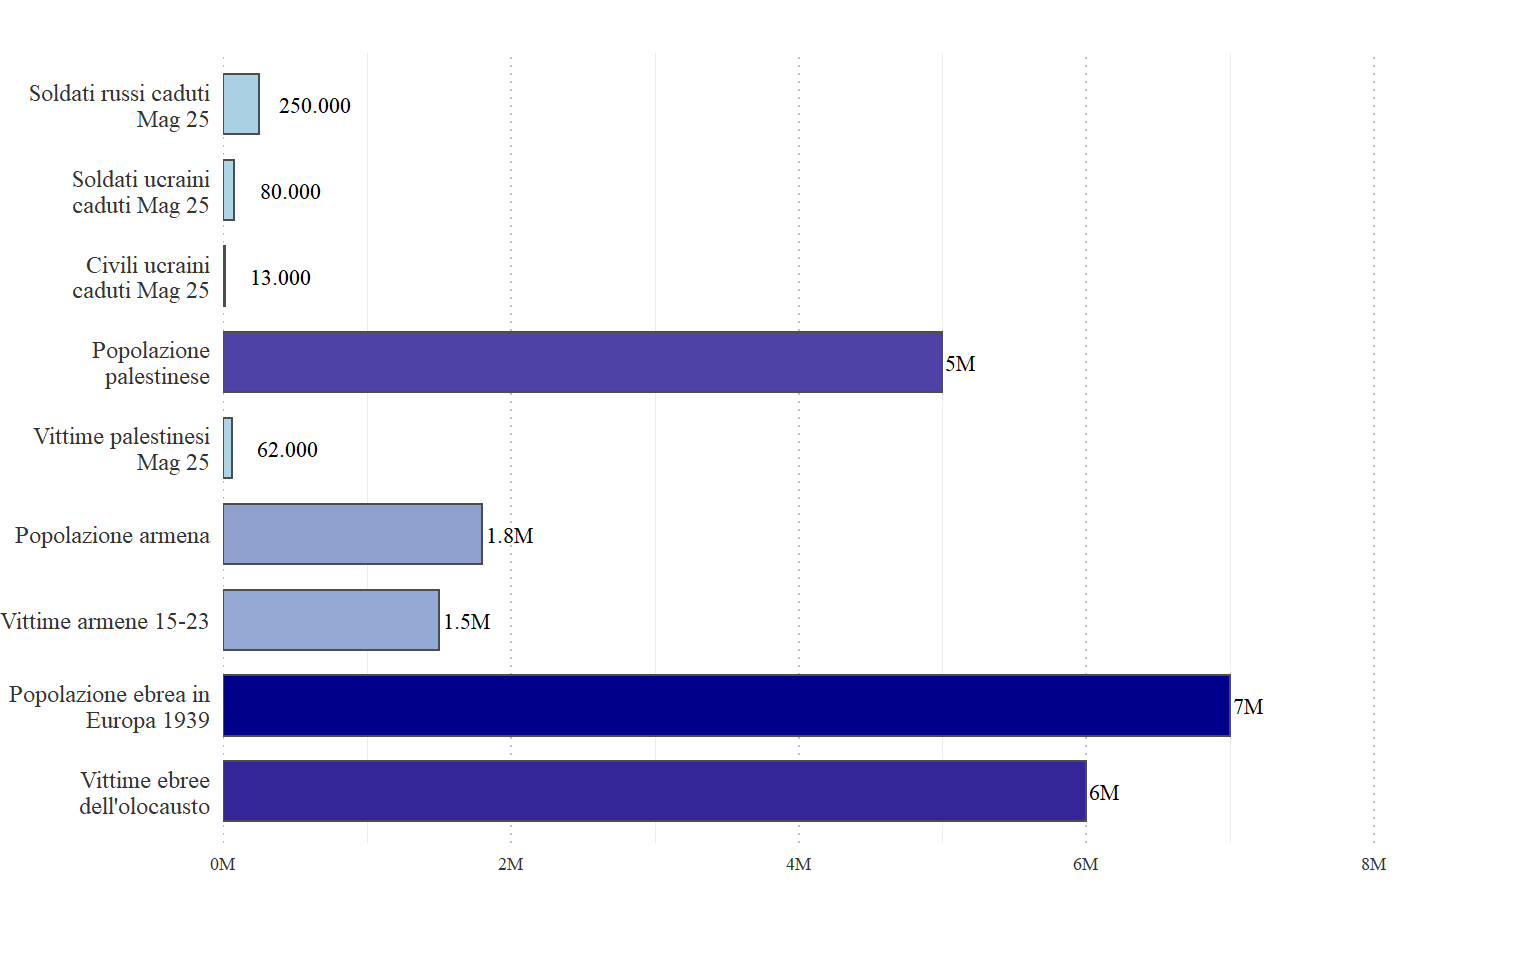 Soldati russi caduti
Mag 25
250.000
Soldati ucraini
caduti Mag 25
80.000
Civili ucraini
caduti Mag 25
13.000
Popolazione
palestinese
5M
Vittime palestinesi
Mag 25
62.000
Popolazione armena
1.8M
Vittime armene 15-23
1.5M
Popolazione ebrea in
Europa 1939
7M
Vittime ebree
dell'olocausto
6M
0M
2M
4M
6M
8M